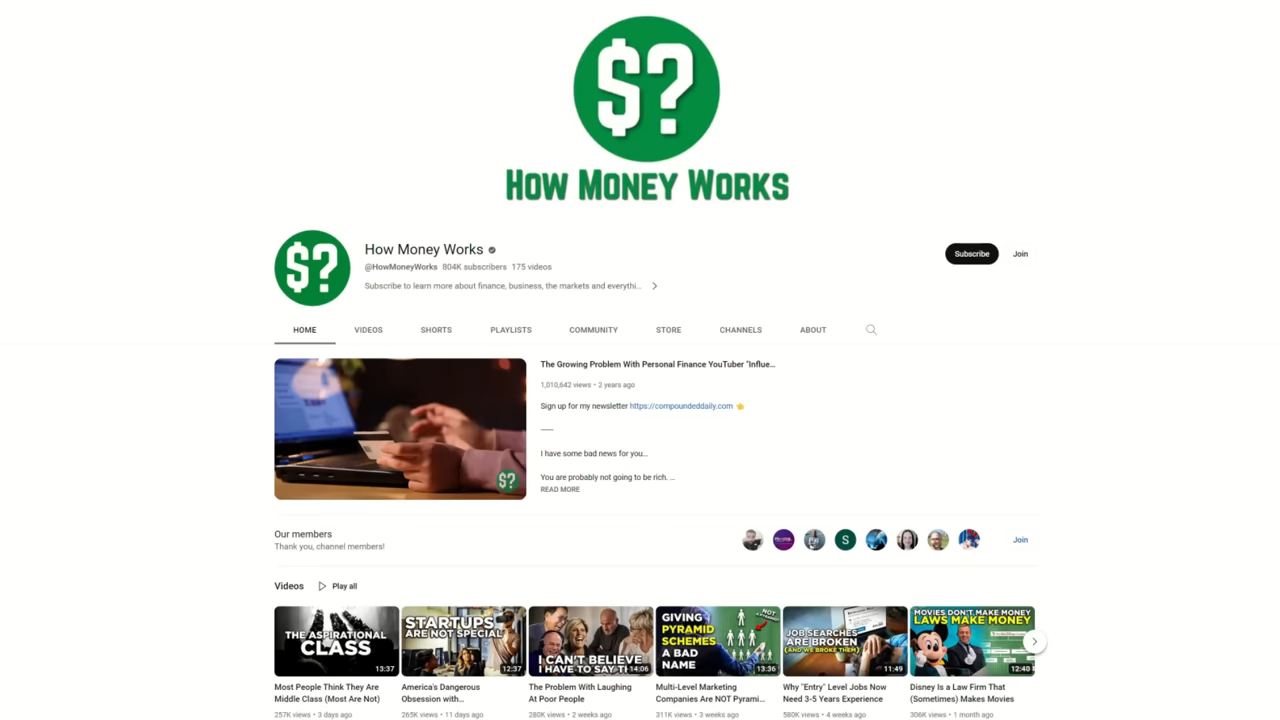 $?
HOW MONEY WORKS
$?
How Money Works
@HowMoneyWorks 804K subscribers 175 videos
Subscribe to learn more about finance, business, the markets and everythi...
Subscribe
Join
HOME VIDEOS SHORTS PLAYLISTS COMMUNITY STORE CHANNELS ABOUT
The Growing Problem With Personal Finance YouTuber "Influe...
1,010,642 views • 2 years ago
Sign up for my newsletter https://compoundeddaily.com 👈
-----
I have some bad news for you...
You are probably not going to be rich. ...
READ MORE
$?
Our members
Thank you, channel members!
S
Join
Videos Play all
THE ASPIRATIONAL
CLASS
13:37
STARTUPS
ARE NOT SPECIAL
12:37
I CAN'T BELIEVE
I HAVE TO SAY TH
14:06
GIVING
PYRAMID
SCHEMES
A BAD
NAME
13:36
JOB SEARCHES
ARE BROKEN
(AND WE BROKE THEM)
11:49
MOVIES DON'T MAKE MONEY
LAWS MAKE MONEY
12:40
Most People Think They Are
Middle Class (Most Are Not)
257K views • 3 days ago
America's Dangerous
Obsession with...
265K views • 11 days ago
The Problem With Laughing
At Poor People
280K views • 2 weeks ago
Multi-Level Marketing
Companies Are NOT Pyrami...
311K views • 3 weeks ago
Why "Entry" Level Jobs Now
Need 3-5 Years Experience
580K views • 4 weeks ago
Disney Is a Law Firm That
(Sometimes) Makes Movies
306K views • 1 month ago